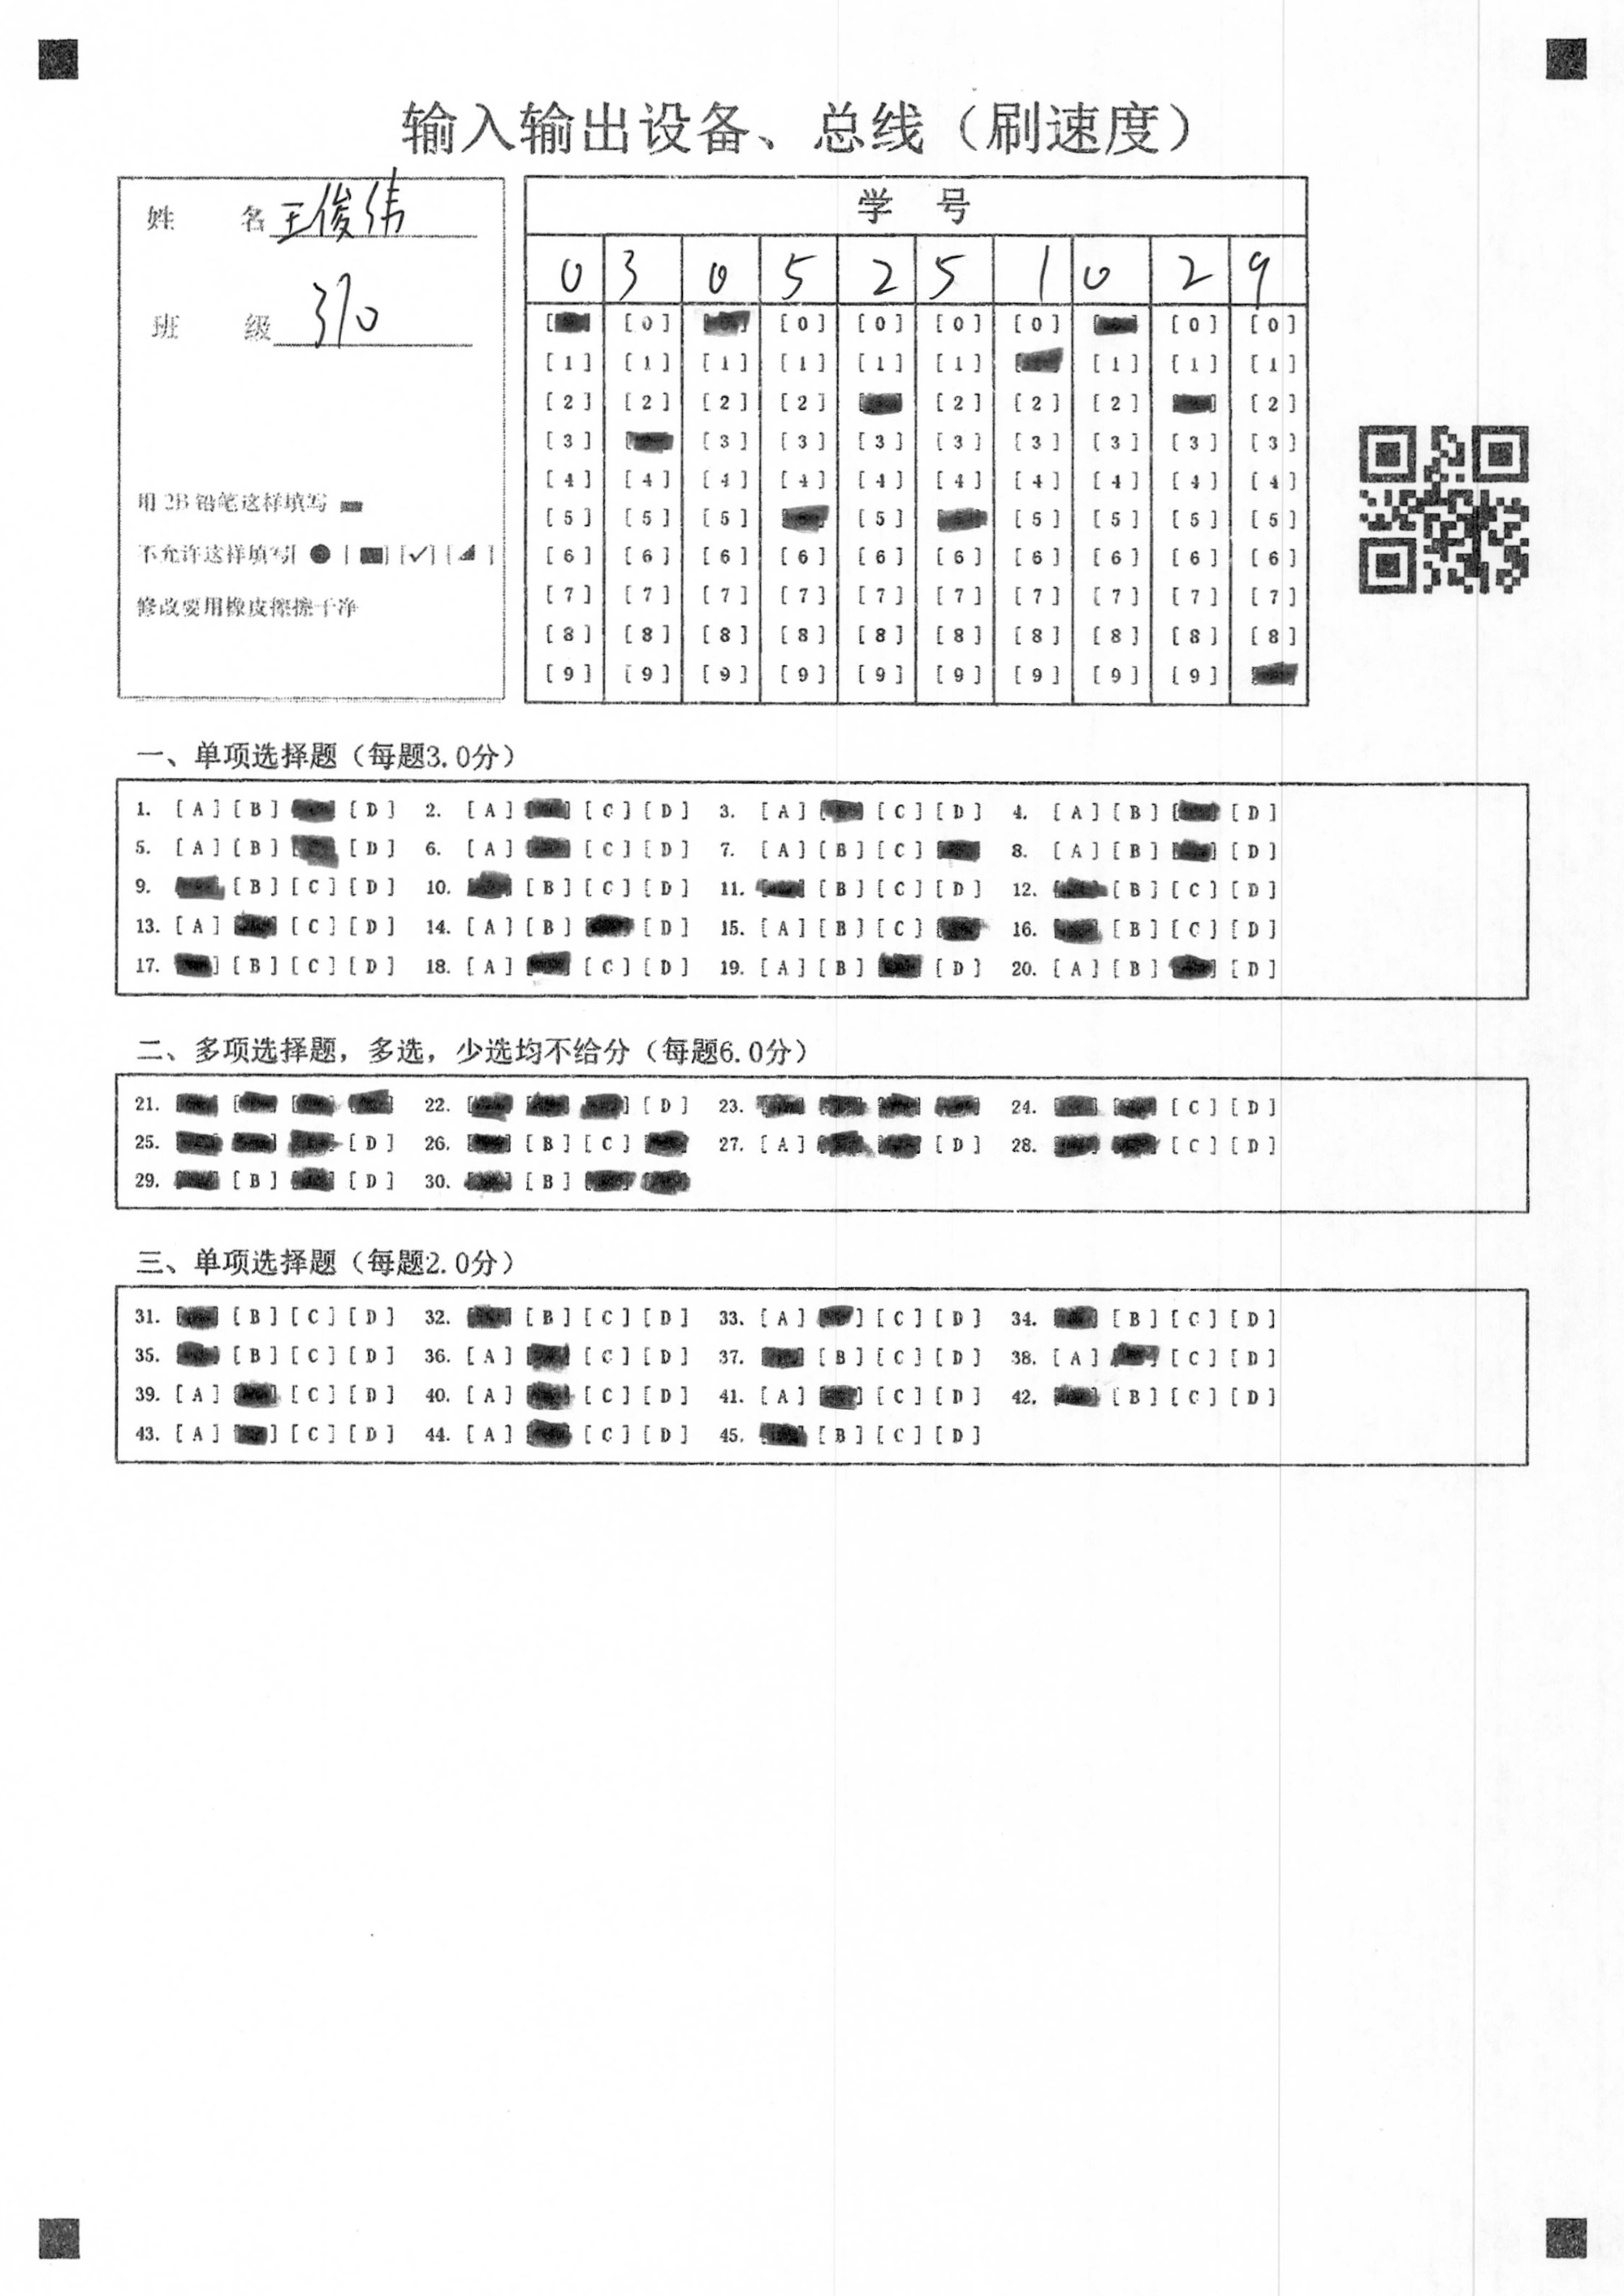 输入输出设备、总线（刷速度）
姓 名 王俊伟
班 级 310
用 2B 铅笔这样填写
不允许这样填写[ ● ] [ ■ ] [✓] [ ◢ ]
修改要用橡皮擦擦干净
学 号
0 3 0 5 2 5 1 0 2 9
[0] [0] [0] [0] [0] [0] [0]
[1] [1] [1] [1] [1] [1] [1] [1] [1]
[2] [2] [2] [2] [2] [2] [2] [2]
[3] [3] [3] [3] [3] [3] [3] [3] [3]
[4] [4] [4] [4] [4] [4] [4] [4] [4] [4]
[5] [5] [5] [5] [5] [5] [5] [5]
[6] [6] [6] [6] [6] [6] [6] [6] [6] [6]
[7] [7] [7] [7] [7] [7] [7] [7] [7] [7]
[8] [8] [8] [8] [8] [8] [8] [8] [8] [8]
[9] [9] [9] [9] [9] [9] [9] [9] [9]
一、单项选择题（每题3.0分）
1. [A] [B] [D] 2. [A] [C] [D] 3. [A] [C] [D] 4. [A] [B] [D]
5. [A] [B] [D] 6. [A] [C] [D] 7. [A] [B] [C] 8. [A] [B] [D]
9. [B] [C] [D] 10. [B] [C] [D] 11. [B] [C] [D] 12. [B] [C] [D]
13. [A] [C] [D] 14. [A] [B] [D] 15. [A] [B] [C] 16. [B] [C] [D]
17. [B] [C] [D] 18. [A] [C] [D] 19. [A] [B] [D] 20. [A] [B] [D]
二、多项选择题，多选，少选均不给分（每题6.0分）
21. 22. [D] 23. 24. [C] [D]
25. [D] 26. [B] [C] 27. [A] [D] 28. [C] [D]
29. [B] [D] 30. [B]
三、单项选择题（每题2.0分）
31. [B] [C] [D] 32. [B] [C] [D] 33. [A] [C] [D] 34. [B] [C] [D]
35. [B] [C] [D] 36. [A] [C] [D] 37. [B] [C] [D] 38. [A] [C] [D]
39. [A] [C] [D] 40. [A] [C] [D] 41. [A] [C] [D] 42. [B] [C] [D]
43. [A] [C] [D] 44. [A] [C] [D] 45. [B] [C] [D]